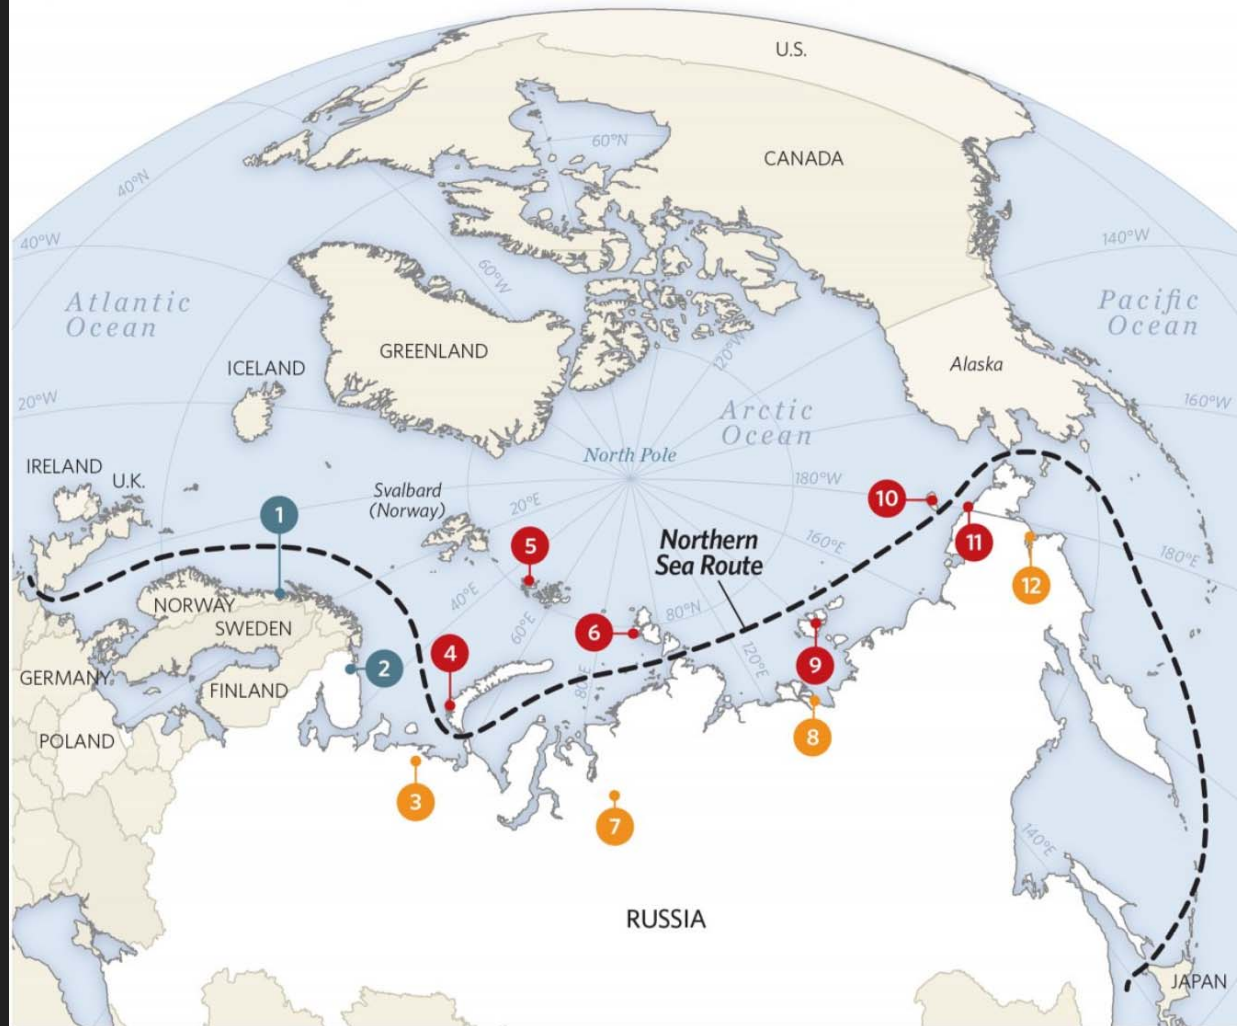 U.S.
60°N
CANADA
40°N
40°W
140°W
60°W
Atlantic
Ocean
Pacific
Ocean
GREENLAND
120°W
Alaska
ICELAND
20°W
160°W
Arctic
Ocean
North Pole
IRELAND
U.K.
180°W
Svalbard
(Norway)
20°E
10
1
5
Northern
Sea Route
160°E
11
180°E
12
40°E
NORWAY
SWEDEN
60°E
80°N
6
4
9
120°E
2
GERMANY
FINLAND
80°E
POLAND
8
3
7
140°E
RUSSIA
JAPAN